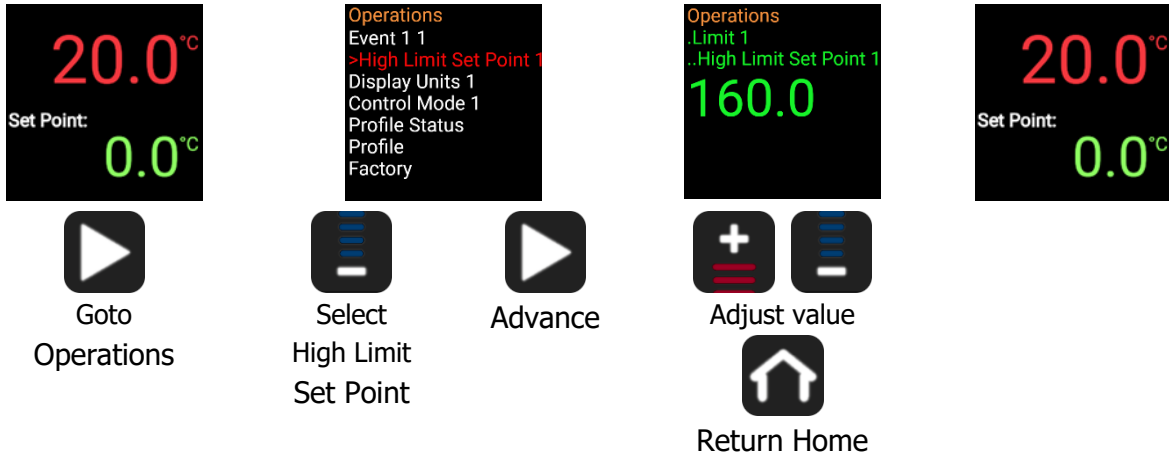 20.0°C
Set Point:
0.0°C
Operations
Event 1 1
>High Limit Set Point 1
Display Units 1
Control Mode 1
Profile Status
Profile
Factory
Operations
.Limit 1
..High Limit Set Point 1
160.0
20.0°C
Set Point:
0.0°C
Goto
Operations
Select
High Limit
Set Point
Advance
Adjust value
Return Home